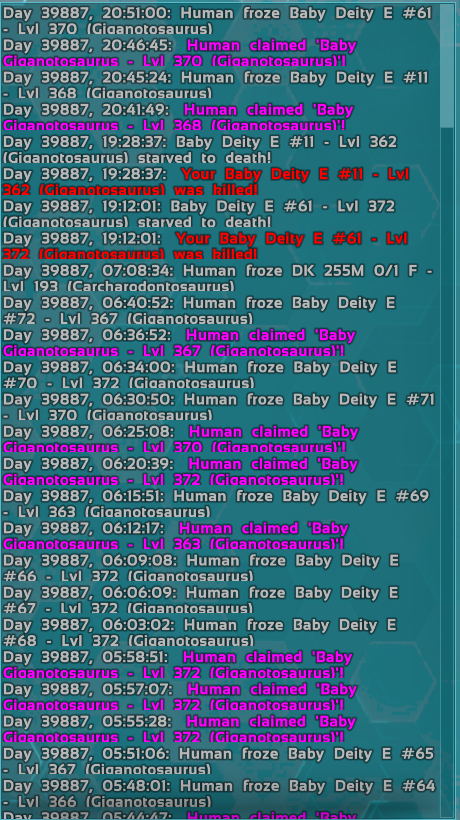 Day 39887, 20:51:00: Human froze Baby Deity E #61
- Lvl 370 (Giganotosaurus)
Day 39887, 20:46:45: Human claimed 'Baby
Giganotosaurus - Lvl 370 (Giganotosaurus)'!
Day 39887, 20:45:24: Human froze Baby Deity E #11
- Lvl 368 (Giganotosaurus)
Day 39887, 20:41:49: Human claimed 'Baby
Giganotosaurus - Lvl 368 (Giganotosaurus)'!
Day 39887, 19:28:37: Baby Deity E #11 - Lvl 362
(Giganotosaurus) starved to death!
Day 39887, 19:28:37: Your Baby Deity E #11 - Lvl
362 (Giganotosaurus) was killed!
Day 39887, 19:12:01: Baby Deity E #61 - Lvl 372
(Giganotosaurus) starved to death!
Day 39887, 19:12:01: Your Baby Deity E #61 - Lvl
372 (Giganotosaurus) was killed!
Day 39887, 07:08:34: Human froze DK 255M 0/1 F -
Lvl 193 (Carcharodontosaurus)
Day 39887, 06:40:52: Human froze Baby Deity E
#72 - Lvl 367 (Giganotosaurus)
Day 39887, 06:36:52: Human claimed 'Baby
Giganotosaurus - Lvl 367 (Giganotosaurus)'!
Day 39887, 06:34:00: Human froze Baby Deity E
#70 - Lvl 372 (Giganotosaurus)
Day 39887, 06:30:50: Human froze Baby Deity E #71
- Lvl 370 (Giganotosaurus)
Day 39887, 06:25:08: Human claimed 'Baby
Giganotosaurus - Lvl 370 (Giganotosaurus)'!
Day 39887, 06:20:39: Human claimed 'Baby
Giganotosaurus - Lvl 372 (Giganotosaurus)'!
Day 39887, 06:15:51: Human froze Baby Deity E #69
- Lvl 363 (Giganotosaurus)
Day 39887, 06:12:17: Human claimed 'Baby
Giganotosaurus - Lvl 363 (Giganotosaurus)'!
Day 39887, 06:09:08: Human froze Baby Deity E
#66 - Lvl 372 (Giganotosaurus)
Day 39887, 06:06:09: Human froze Baby Deity E
#67 - Lvl 372 (Giganotosaurus)
Day 39887, 06:03:02: Human froze Baby Deity E
#68 - Lvl 372 (Giganotosaurus)
Day 39887, 05:58:51: Human claimed 'Baby
Giganotosaurus - Lvl 372 (Giganotosaurus)'!
Day 39887, 05:57:07: Human claimed 'Baby
Giganotosaurus - Lvl 372 (Giganotosaurus)'!
Day 39887, 05:55:28: Human claimed 'Baby
Giganotosaurus - Lvl 372 (Giganotosaurus)'!
Day 39887, 05:51:06: Human froze Baby Deity E #65
- Lvl 367 (Giganotosaurus)
Day 39887, 05:48:01: Human froze Baby Deity E #64
- Lvl 366 (Giganotosaurus)
Day 39887, 05:44:47: Human claimed 'Baby